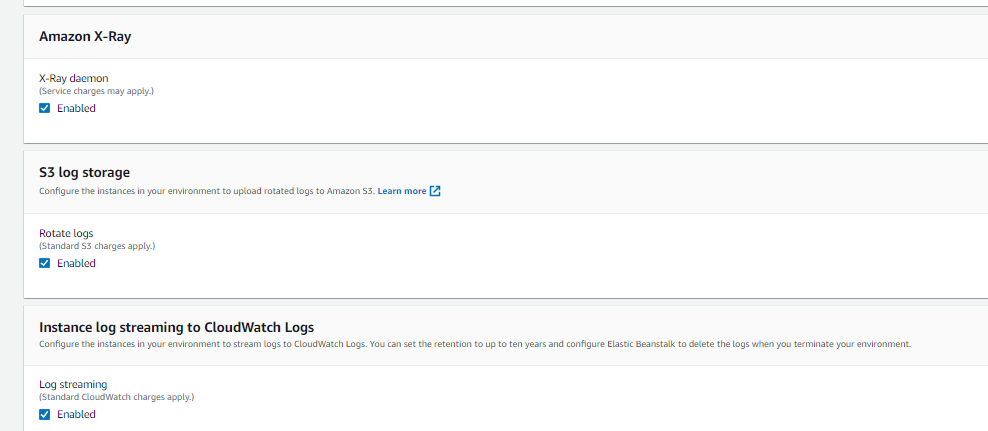 Amazon X-Ray
X-Ray daemon
(Service charges may apply.)
Enabled
S3 log storage
Configure the instances in your environment to upload rotated logs to Amazon S3. Learn more
Rotate logs
(Standard S3 charges apply.)
Enabled
Instance log streaming to CloudWatch Logs
Configure the instances in your environment to stream logs to CloudWatch Logs. You can set the retention to up to ten years and configure Elastic Beanstalk to delete the logs when you terminate your environment.
Log streaming
(Standard CloudWatch charges apply.)
Enabled